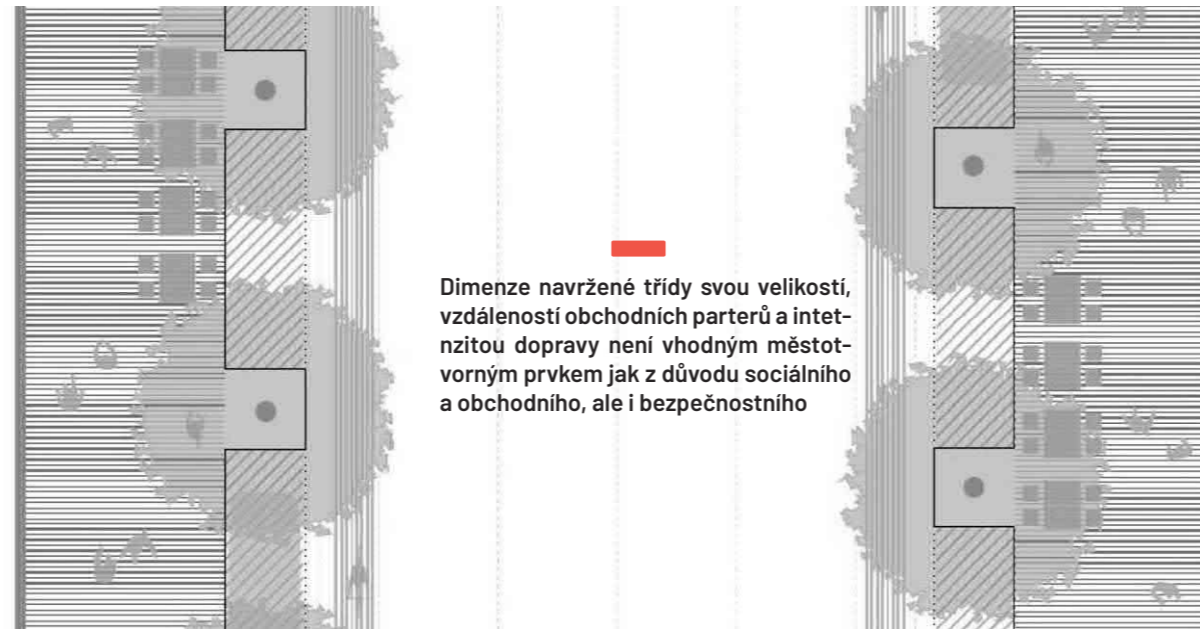 Dimenze navržené třídy svou velikostí,
vzdáleností obchodních parterů a intet-
nzitou dopravy není vhodným městot-
vorným prvkem jak z důvodu sociálního
a obchodního, ale i bezpečnostního